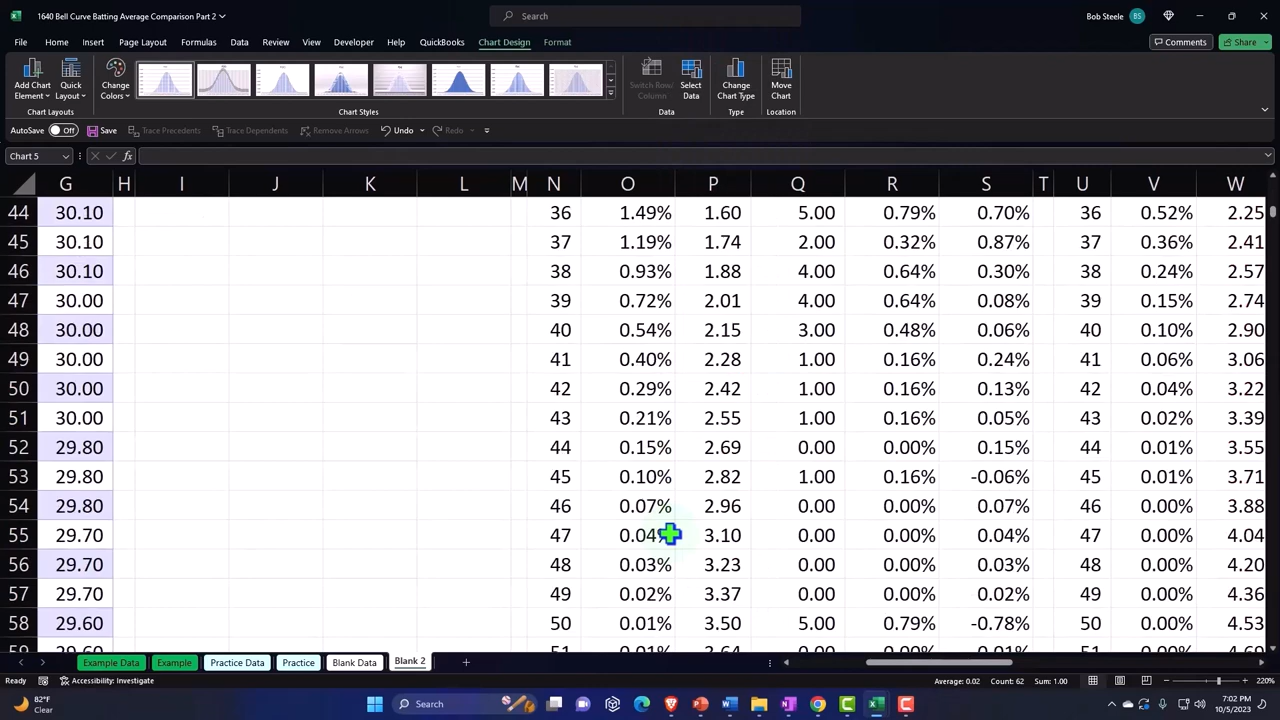 1640 Bell Curve Batting Average Comparison Part 2
Search
Bob Steele BS
File Home Insert Page Layout Formulas Data Review View Developer Help QuickBooks Chart Design Format
Comments Share
Add Chart Element
Quick Layout
Change Colors
Switch Row/Column
Select Data
Change Chart Type
Move Chart
Chart Layouts Chart Styles Data Type Location
AutoSave Off Save Trace Precedents Trace Dependents Remove Arrows Undo Redo
Chart 5 fx
G H I J K L M N O P Q R S T U V W
44 30.10 36 1.49% 1.60 5.00 0.79% 0.70% 36 0.52% 2.25
45 30.10 37 1.19% 1.74 2.00 0.32% 0.87% 37 0.36% 2.41
46 30.10 38 0.93% 1.88 4.00 0.64% 0.30% 38 0.24% 2.57
47 30.00 39 0.72% 2.01 4.00 0.64% 0.08% 39 0.15% 2.74
48 30.00 40 0.54% 2.15 3.00 0.48% 0.06% 40 0.10% 2.90
49 30.00 41 0.40% 2.28 1.00 0.16% 0.24% 41 0.06% 3.06
50 30.00 42 0.29% 2.42 1.00 0.16% 0.13% 42 0.04% 3.22
51 30.00 43 0.21% 2.55 1.00 0.16% 0.05% 43 0.02% 3.39
52 29.80 44 0.15% 2.69 0.00 0.00% 0.15% 44 0.01% 3.55
53 29.80 45 0.10% 2.82 1.00 0.16% -0.06% 45 0.01% 3.71
54 29.80 46 0.07% 2.96 0.00 0.00% 0.07% 46 0.00% 3.88
55 29.70 47 0.04% 3.10 0.00 0.00% 0.04% 47 0.00% 4.04
56 29.70 48 0.03% 3.23 0.00 0.00% 0.03% 48 0.00% 4.20
57 29.70 49 0.02% 3.37 0.00 0.00% 0.02% 49 0.00% 4.36
58 29.60 50 0.01% 3.50 5.00 0.79% -0.78% 50 0.00% 4.53
Example Data Example Practice Data Practice Blank Data Blank 2
Ready Accessibility: Investigate Average: 0.02 Count: 62 Sum: 1.00 220%
82°F
Clear
Search
7:02 PM
10/5/2023